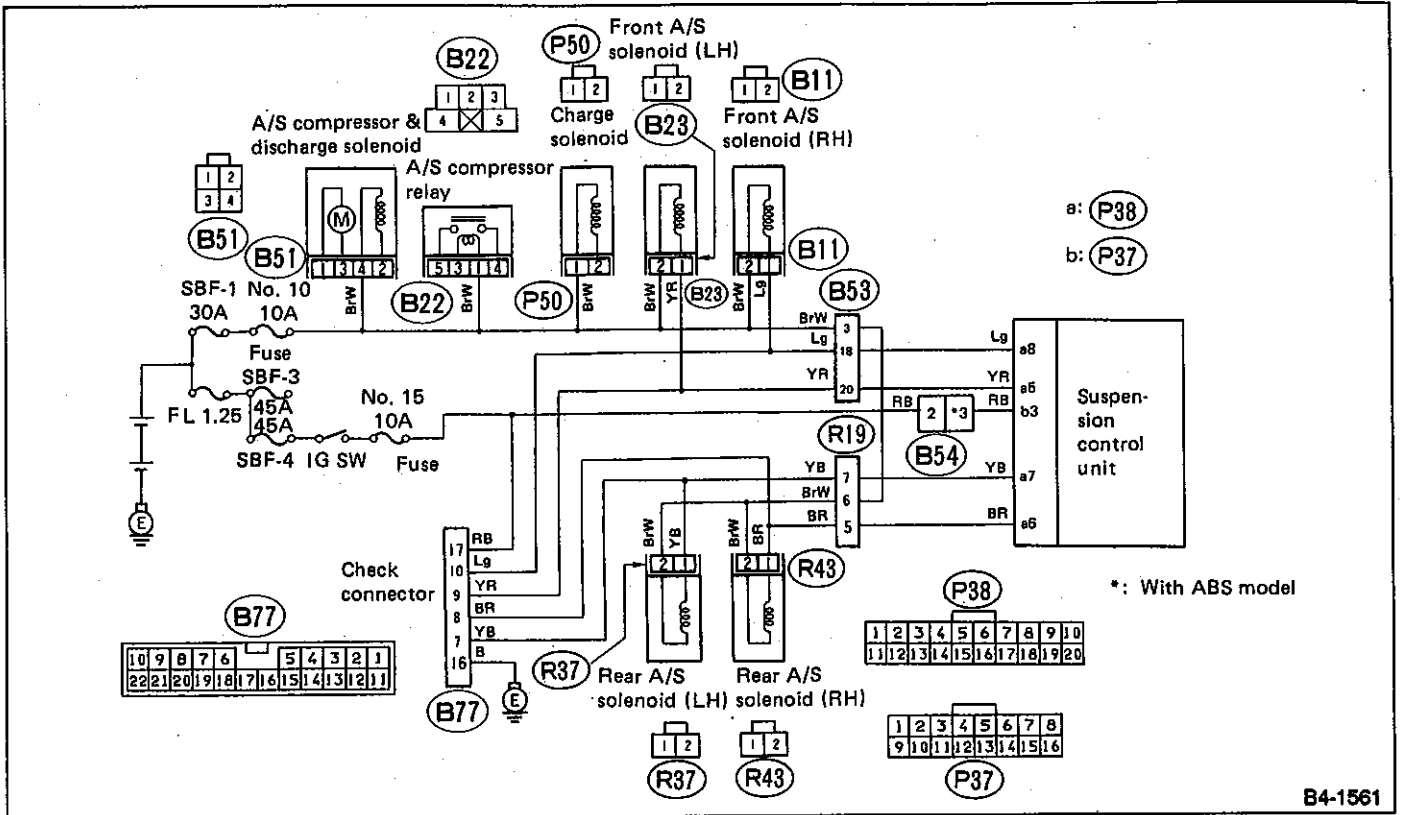 Front A/S
solenoid (LH)
P50
B22
B11
1 2 3
4 5
1 2
1 2
1 2
A/S compressor &
discharge solenoid
Charge
solenoid
B23
Front A/S
solenoid (RH)
A/S compressor
relay
1 2
3 4
M
a: P38
b: P37
B51
B51
1 3 4 2
5 3 1 4
1 2
2 1
2 1
B11
SBF-1
30A
No. 10
10A
BrW
B22
BrW
P50
BrW
BrW
YR
B23
BrW
Lg
B53
BrW 3
Lg 18
Lg a8
Fuse
YR 20
YR a5
SBF-3
45A
FL 1.25
45A
SBF-4
IG SW
No. 15
10A
Fuse
RB 2 *3 RB b3
B54
Suspen-
sion
control
unit
R19
YB 7 YB a7
BrW 6
BR 5 BR a6
E
BrW
YB
BrW
BR
2 1
2 1
R43
Check
connector
17 RB
10 Lg
9 YR
8 BR
7 YB
16 B
*: With ABS model
P38
1 2 3 4 5 6 7 8 9 10
11 12 13 14 15 16 17 18 19 20
B77
10 9 8 7 6 5 4 3 2 1
22 21 20 19 18 17 16 15 14 13 12 11
B77
E
R37
Rear A/S
solenoid (LH)
Rear A/S
solenoid (RH)
1 2
1 2
R37
R43
1 2 3 4 5 6 7 8
9 10 11 12 13 14 15 16
P37
B4-1561